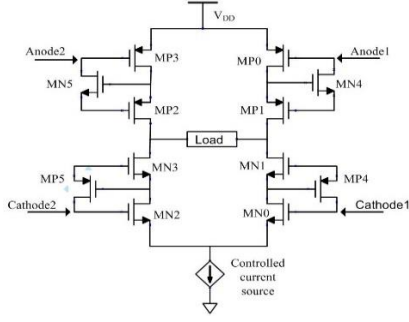 V_DD
Anode2
MP3
MP0
Anode1
MN5
MN4
MP2
MP1
Load
MN3
MN1
MP5
MP4
Cathode2
MN2
MN0
Cathode1
Controlled
current
source